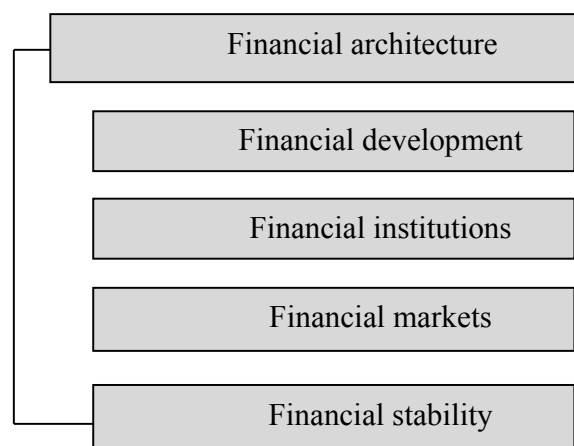 Financial architecture
Financial development
Financial institutions
Financial markets
Financial stability